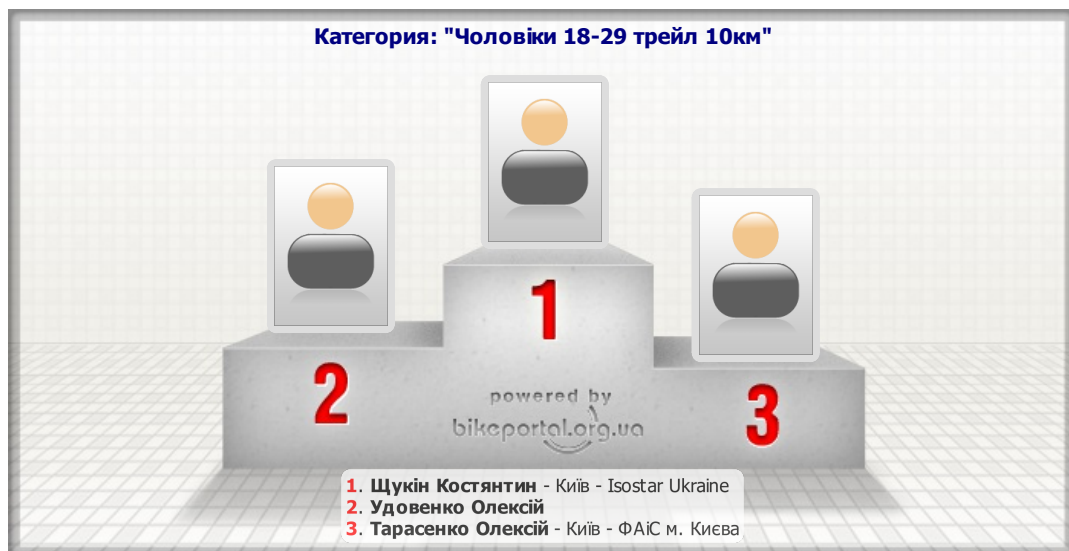 Категория: "Чоловіки 18-29 трейл 10км"
1
2
3
powered by
bikeportal.org.ua
1. Щукін Костянтин - Київ - Isostar Ukraine
2. Удовенко Олексій
3. Тарасенко Олексій - Київ - ФАіС м. Києва